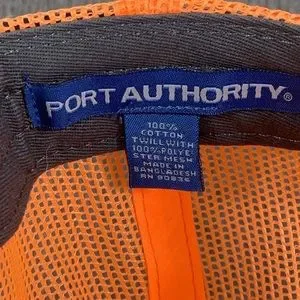 PORT AUTHORITY®
100%
COTTON
TWILL WITH
100% POLYE
STER MESH
MADE IN
BANGLADESH
RN 90836